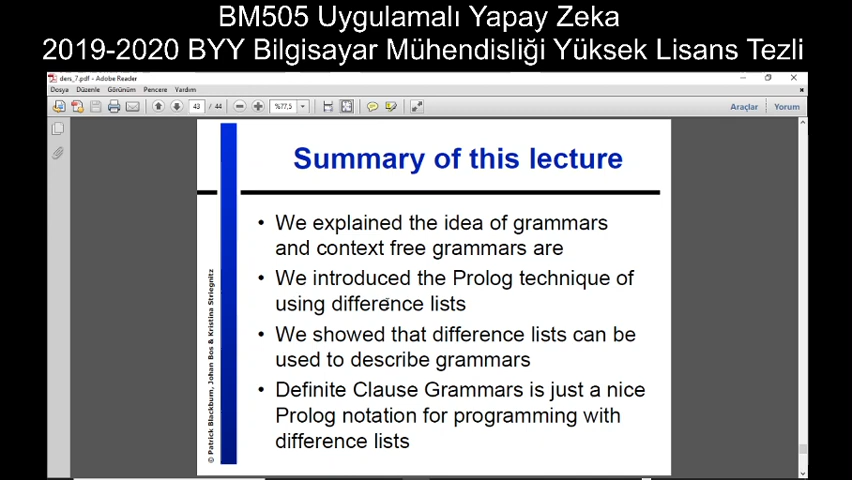 BM505 Uygulamalı Yapay Zeka
2019-2020 BYY Bilgisayar Mühendisliği Yüksek Lisans Tezli
ders_7.pdf - Adobe Reader
Dosya Düzenle Görünüm Pencere Yardım
43 / 44 %77,5 Araçlar Yorum
Summary of this lecture
• We explained the idea of grammars
and context free grammars are
• We introduced the Prolog technique of
using difference lists
• We showed that difference lists can be
used to describe grammars
• Definite Clause Grammars is just a nice
Prolog notation for programming with
difference lists
© Patrick Blackburn, Johan Bos & Kristina Striegnitz